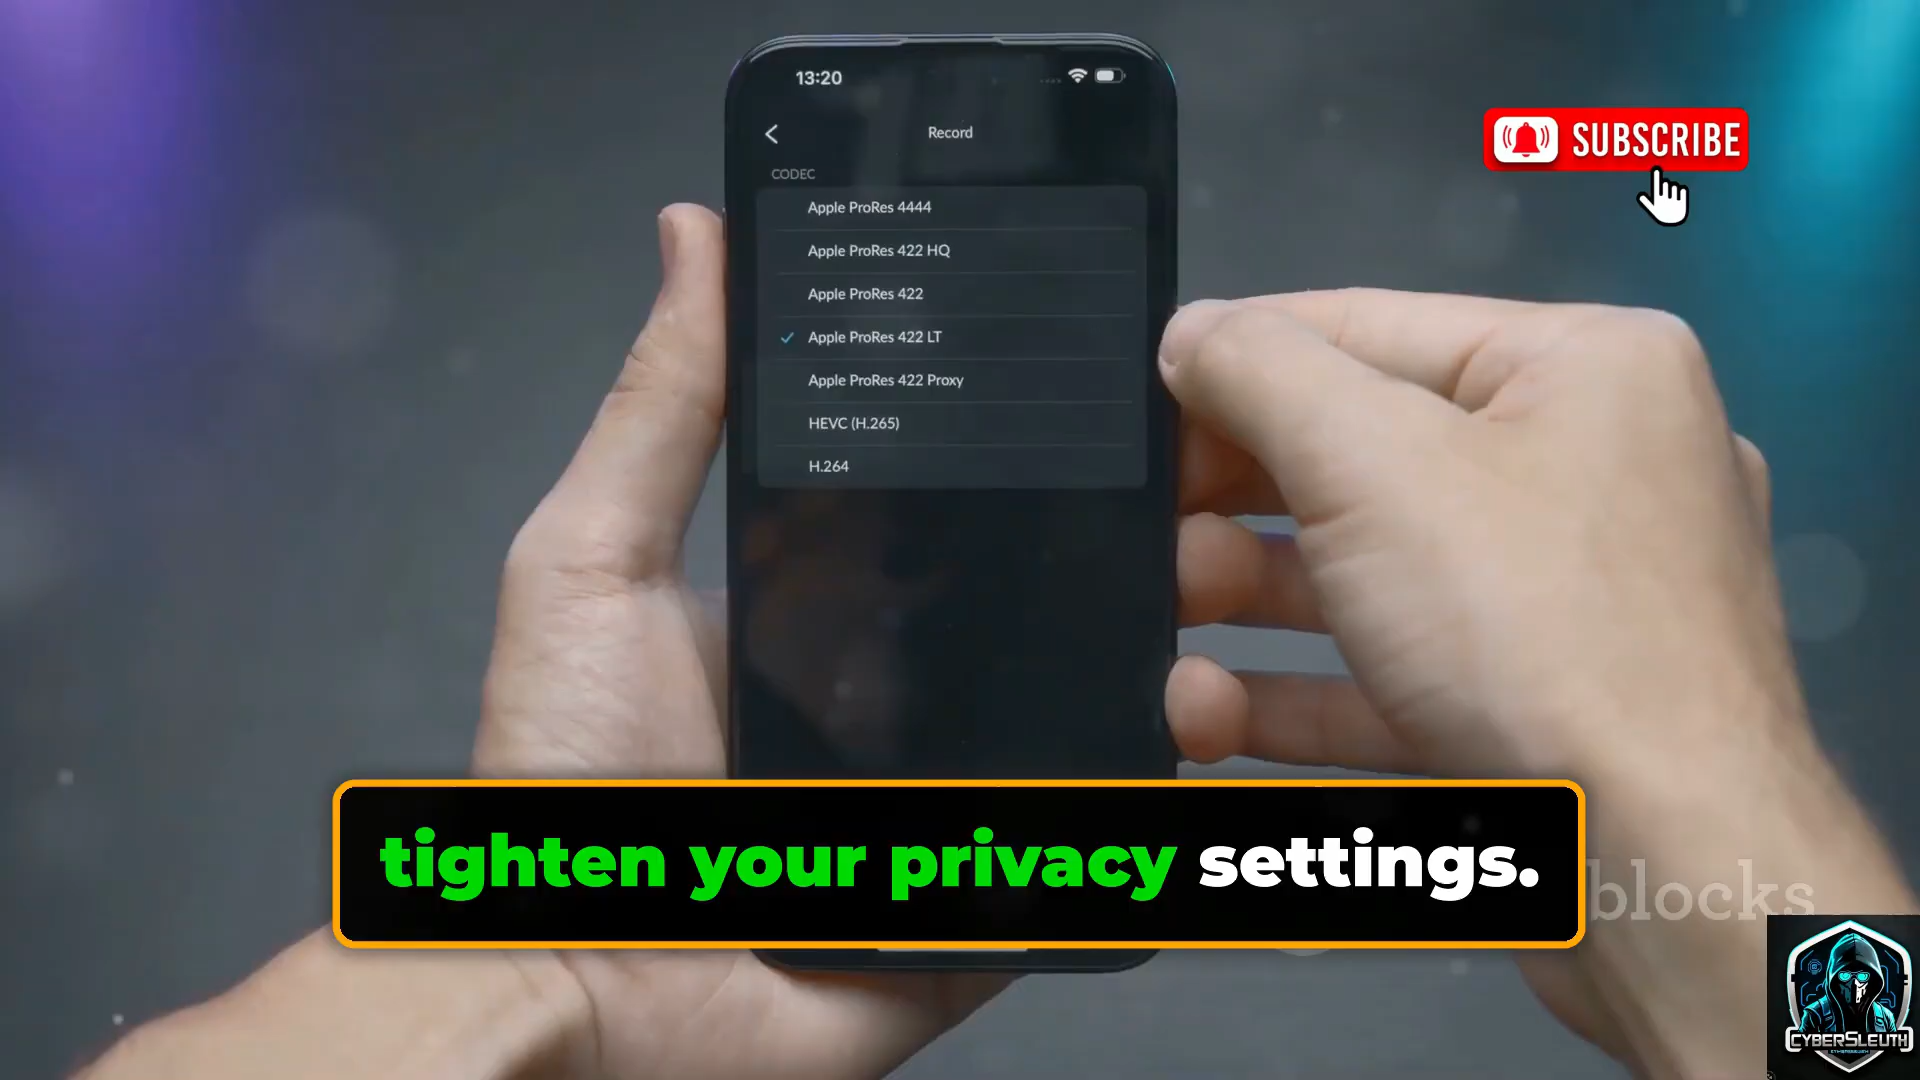 13:20
SUBSCRIBE
Record
CODEC
Apple ProRes 4444
Apple ProRes 422 HQ
Apple ProRes 422
Apple ProRes 422 LT
Apple ProRes 422 Proxy
HEVC (H.265)
H.264
tighten your privacy settings.
blocks
CYBERSLEUTH